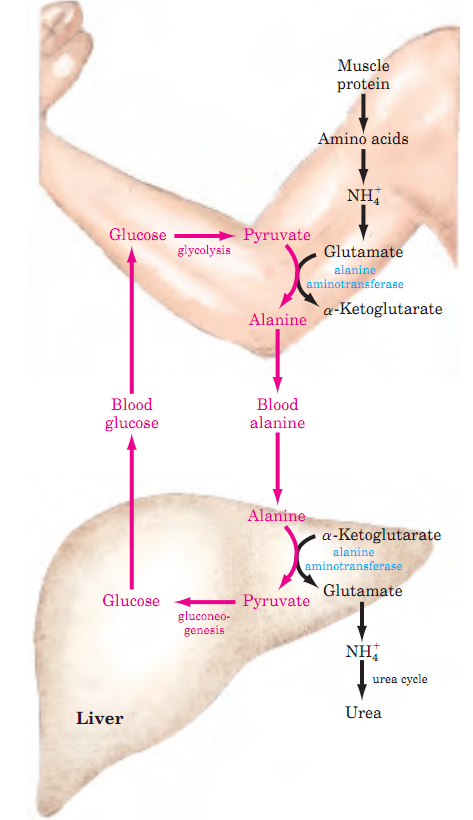 Muscle
protein
Amino acids
NH₄⁺
Glucose
glycolysis
Pyruvate
Glutamate
alanine
aminotransferase
α-Ketoglutarate
Alanine
Blood
glucose
Blood
alanine
Alanine
α-Ketoglutarate
alanine
aminotransferase
Glutamate
Glucose
gluconeo-
genesis
Pyruvate
NH₄⁺
urea cycle
Urea
Liver